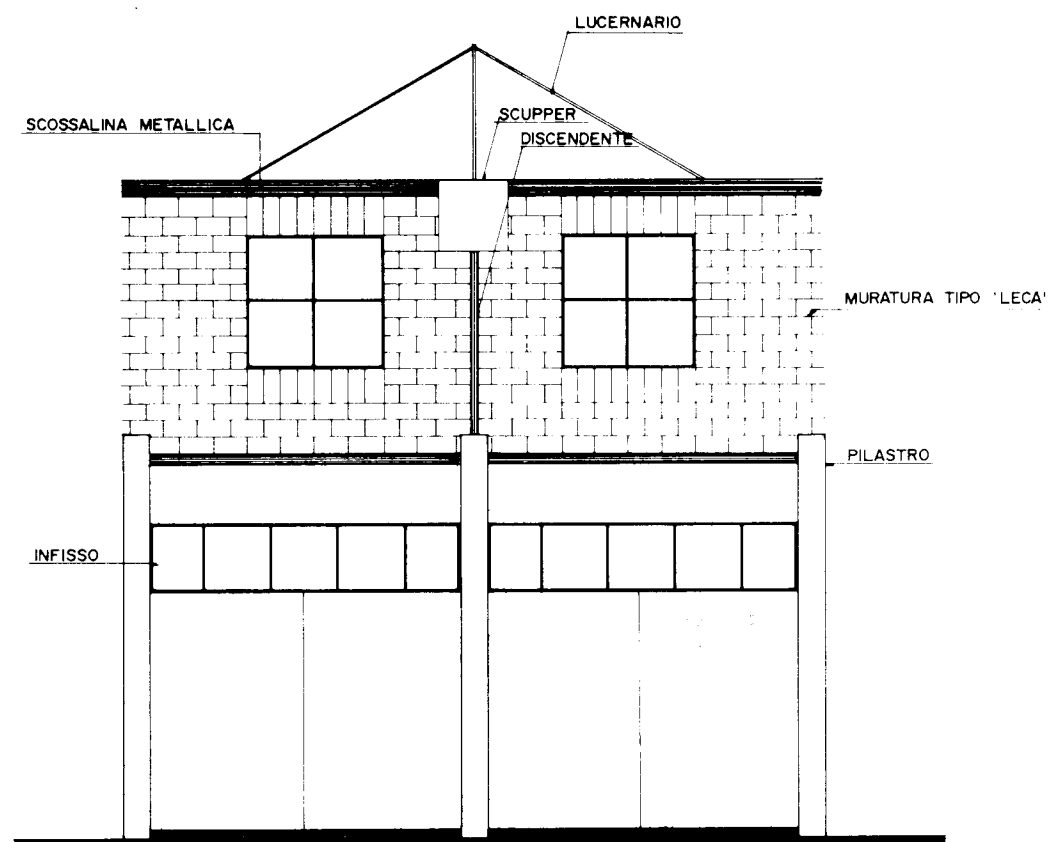 LUCERNARIO
SCUPPER
SCOSSALINA METALLICA
DISCENDENTE
MURATURA TIPO 'LECA'
PILASTRO
INFISSO